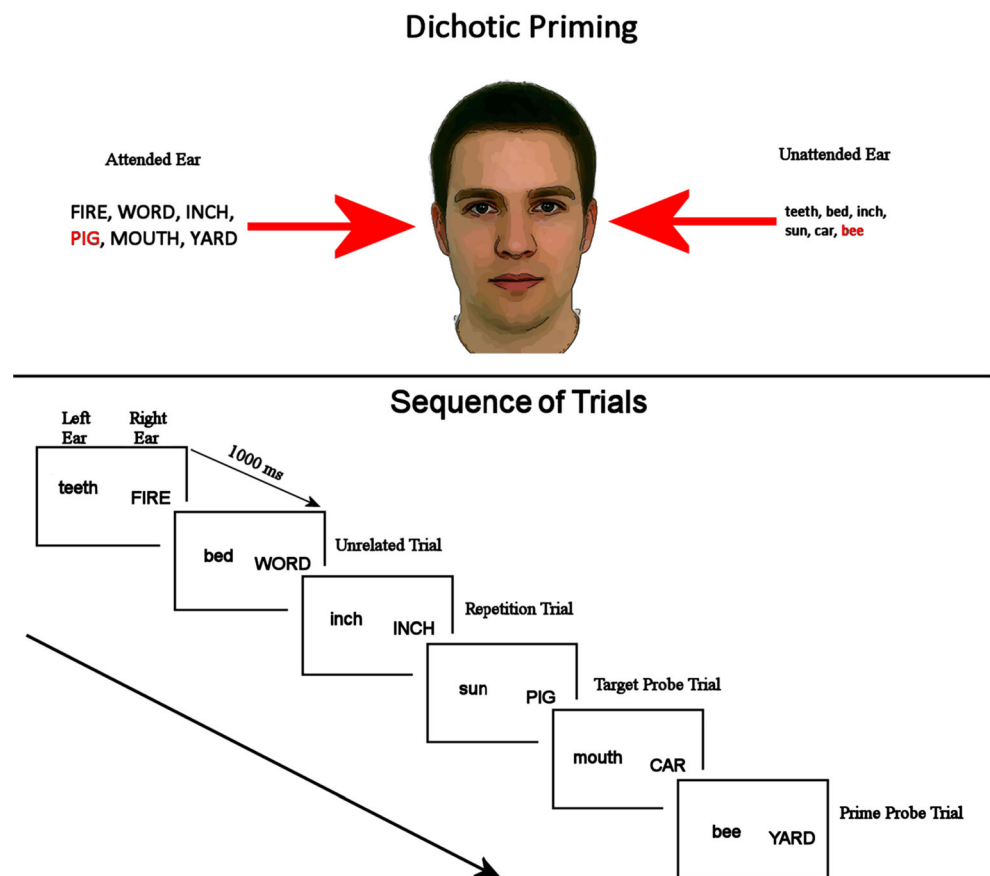 Dichotic Priming
Attended Ear
FIRE, WORD, INCH,
PIG, MOUTH, YARD
Unattended Ear
teeth, bed, inch,
sun, car, bee
Sequence of Trials
Left
Ear
Right
Ear
1000 ms
teeth
FIRE
bed
WORD
Unrelated Trial
inch
INCH
Repetition Trial
sun
PIG
Target Probe Trial
mouth
CAR
bee
YARD
Prime Probe Trial